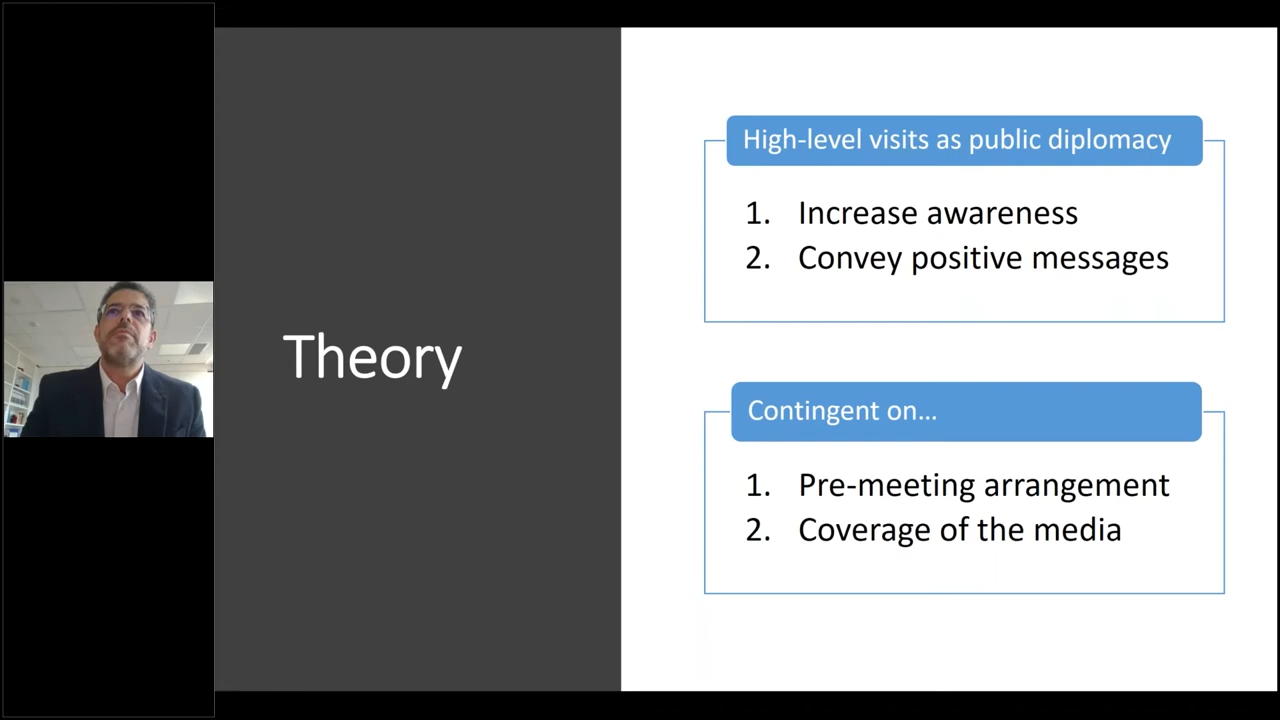 Theory
High-level visits as public diplomacy
1. Increase awareness
2. Convey positive messages
Contingent on...
1. Pre-meeting arrangement
2. Coverage of the media